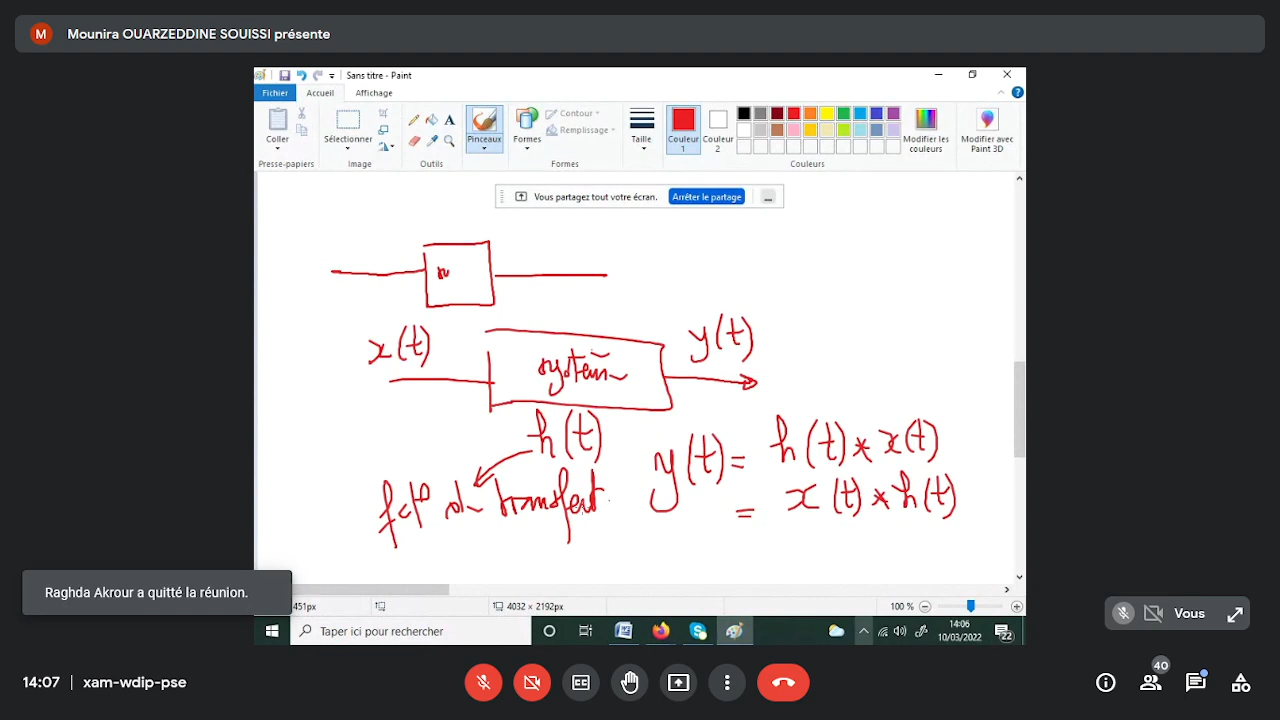 M Mounira OUARZEDDINE SOUISSI présente
Sans titre - Paint
Fichier Accueil Affichage
Coller
Sélectionner
A
Pinceaux
Formes
Contour
Remplissage
Taille
Couleur 1
Couleur 2
Modifier les couleurs
Modifier avec Paint 3D
Presse-papiers Image Outils Formes Couleurs
Vous partagez tout votre écran. Arrêter le partage
x(t) y(t)
système
h(t)
y(t) = h(t) * x(t)
= x(t) * h(t)
fct° de transfert
Raghda Akrour a quitté la réunion.
451px 4032 × 2192px 100 %
Vous
Taper ici pour rechercher
14:06
10/03/2022
22
40
14:07 | xam-wdip-pse